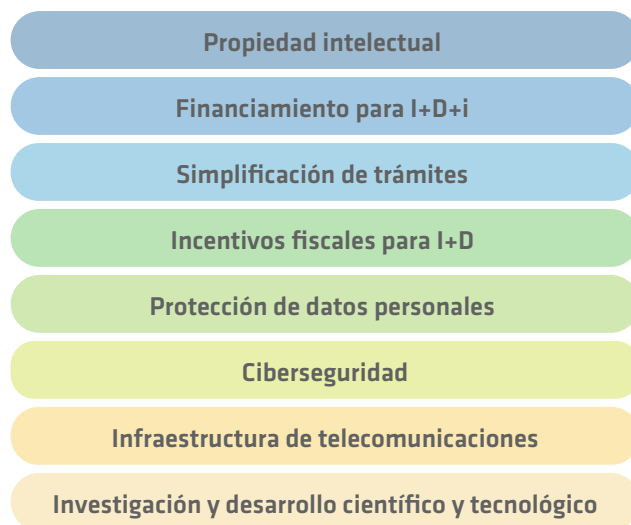 Propiedad intelectual
Financiamiento para I+D+i
Simplificación de trámites
Incentivos fiscales para I+D
Protección de datos personales
Ciberseguridad
Infraestructura de telecomunicaciones
Investigación y desarrollo científico y tecnológico